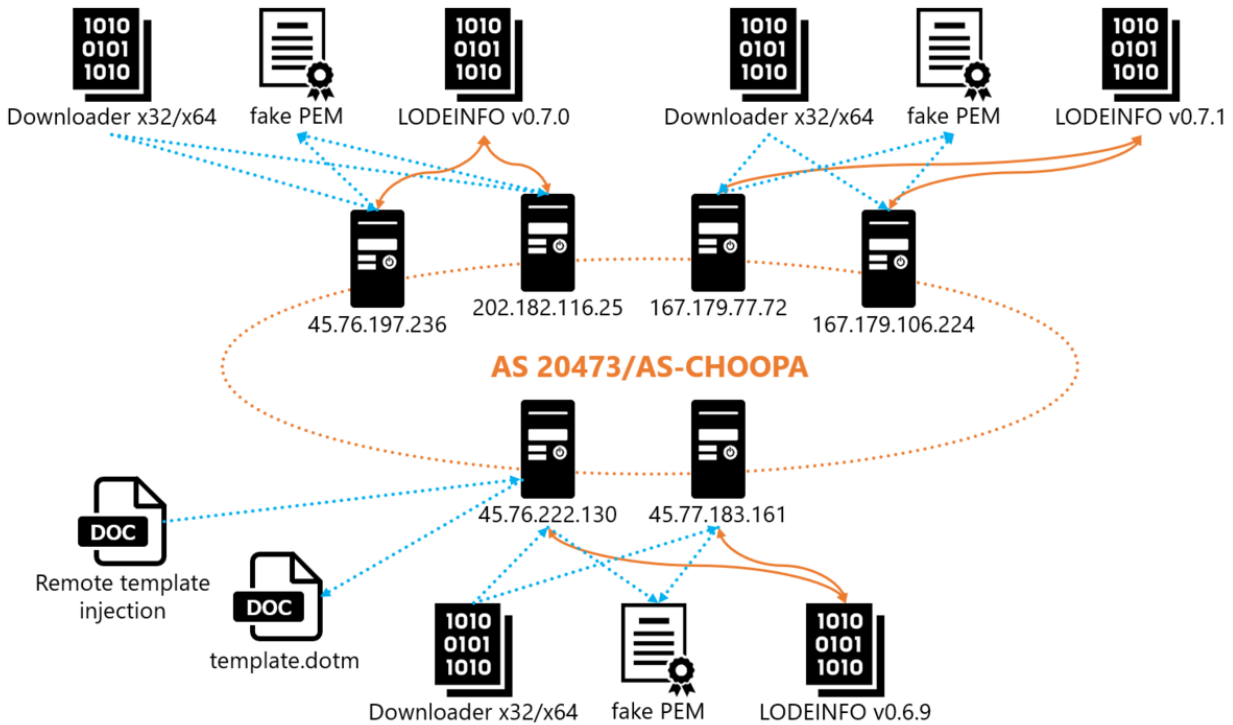 1010
0101
1010
1010
0101
1010
1010
0101
1010
1010
0101
1010
Downloader x32/x64
fake PEM
LODEINFO v0.7.0
Downloader x32/x64
fake PEM
LODEINFO v0.7.1
45.76.197.236
202.182.116.25
167.179.77.72
167.179.106.224
AS 20473/AS-CHOOPA
45.76.222.130
45.77.183.161
DOC
Remote template
injection
DOC
template.dotm
1010
0101
1010
1010
0101
1010
Downloader x32/x64
fake PEM
LODEINFO v0.6.9